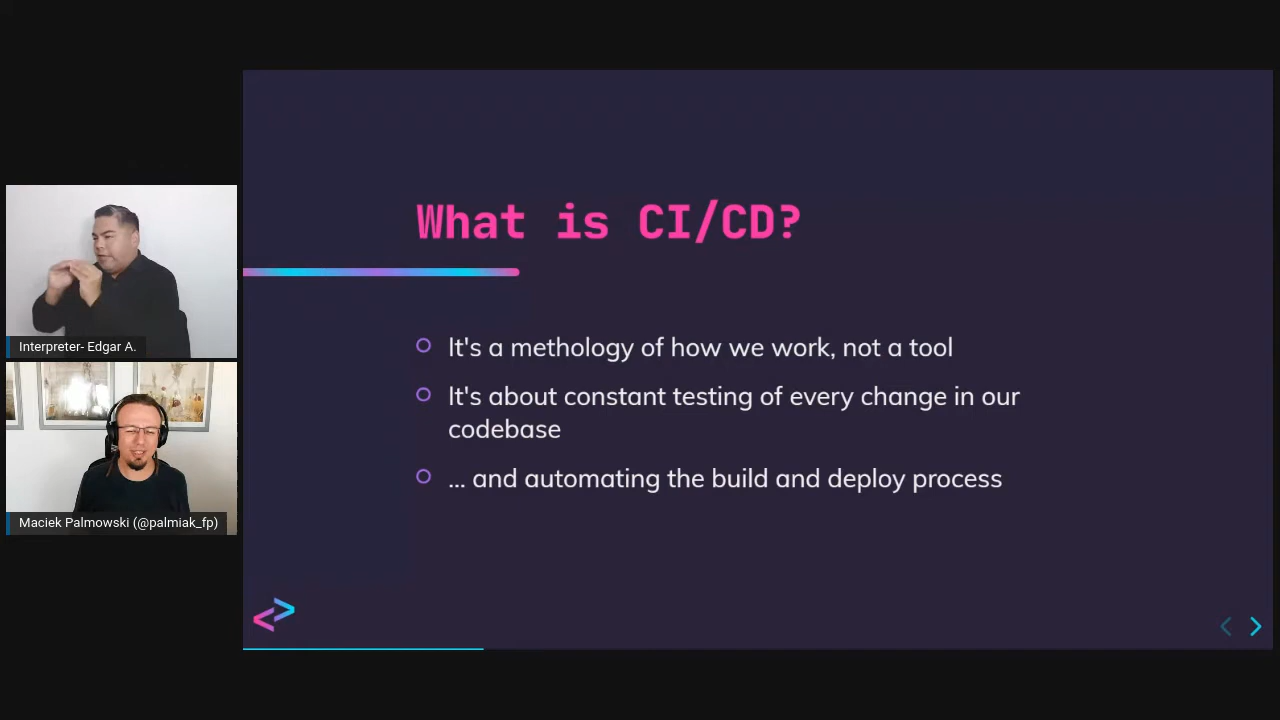 What is CI/CD?
It's a methology of how we work, not a tool
It's about constant testing of every change in our
codebase
... and automating the build and deploy process
Interpreter- Edgar A.
Maciek Palmowski (@palmiak_fp)